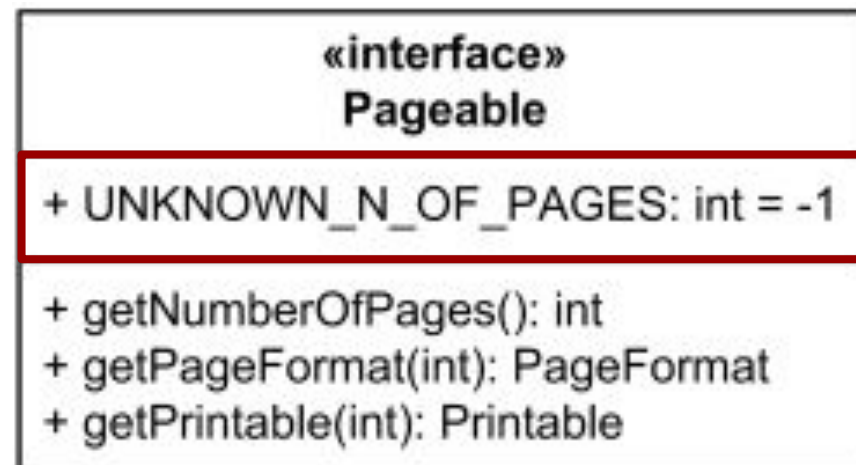 «interface»
Pageable
+ UNKNOWN_N_OF_PAGES: int = -1
+ getNumberOfPages(): int
+ getPageFormat(int): PageFormat
+ getPrintable(int): Printable